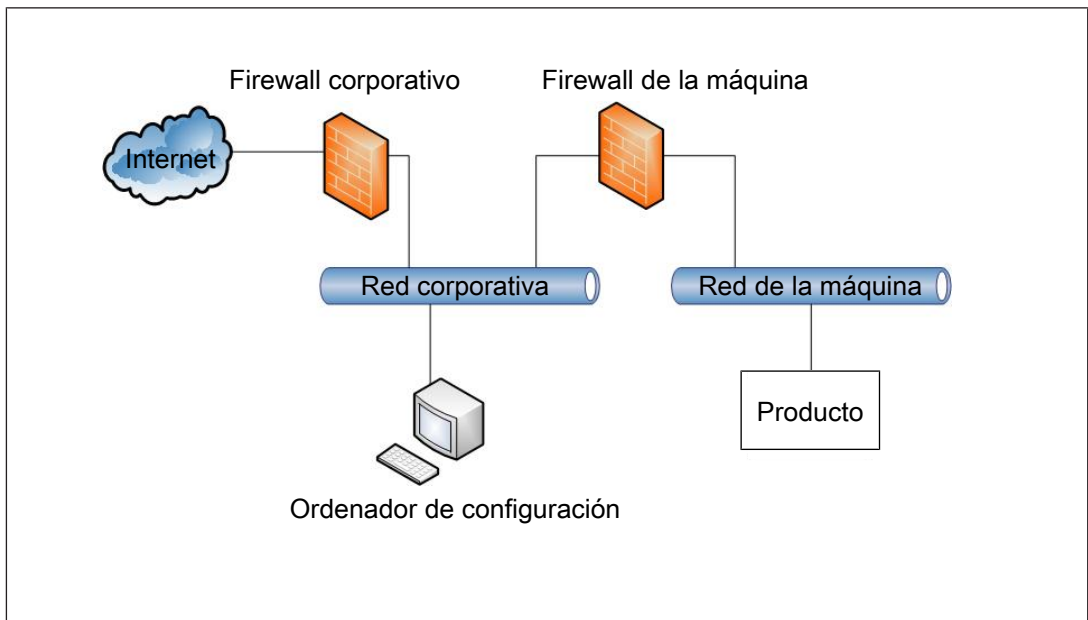 Firewall corporativo
Firewall de la máquina
Internet
Red corporativa
Red de la máquina
Producto
Ordenador de configuración